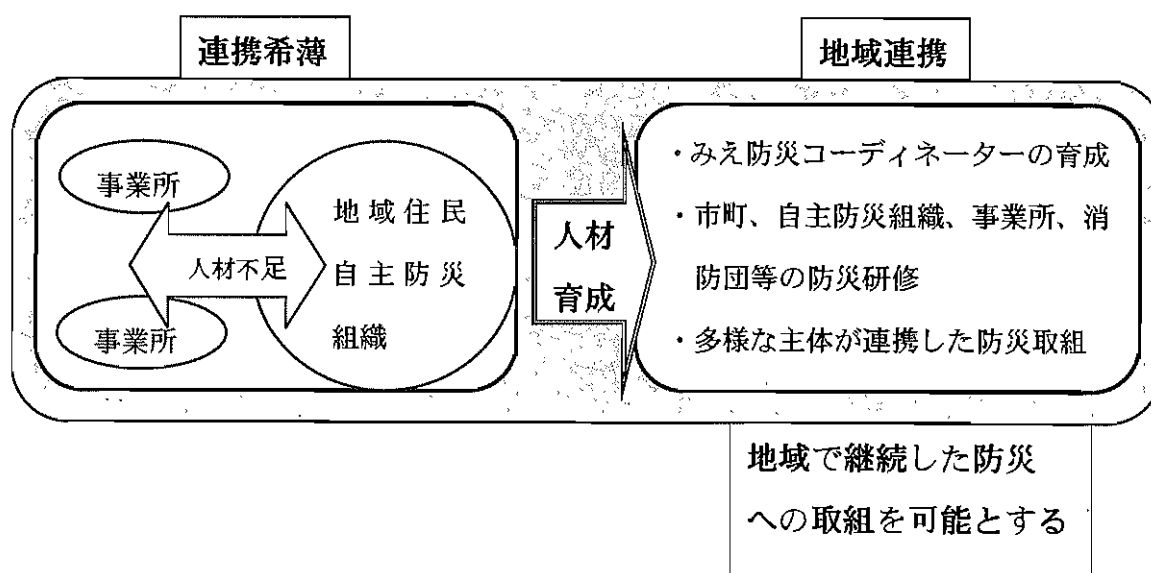 連携希薄
地域連携
事業所
人材不足
事業所
地域住民
自主防災
組織
人材
育成
・みえ防災コーディネーターの育成
・市町、自主防災組織、事業所、消
防団等の防災研修
・多様な主体が連携した防災取組
地域で継続した防災
への取組を可能とする